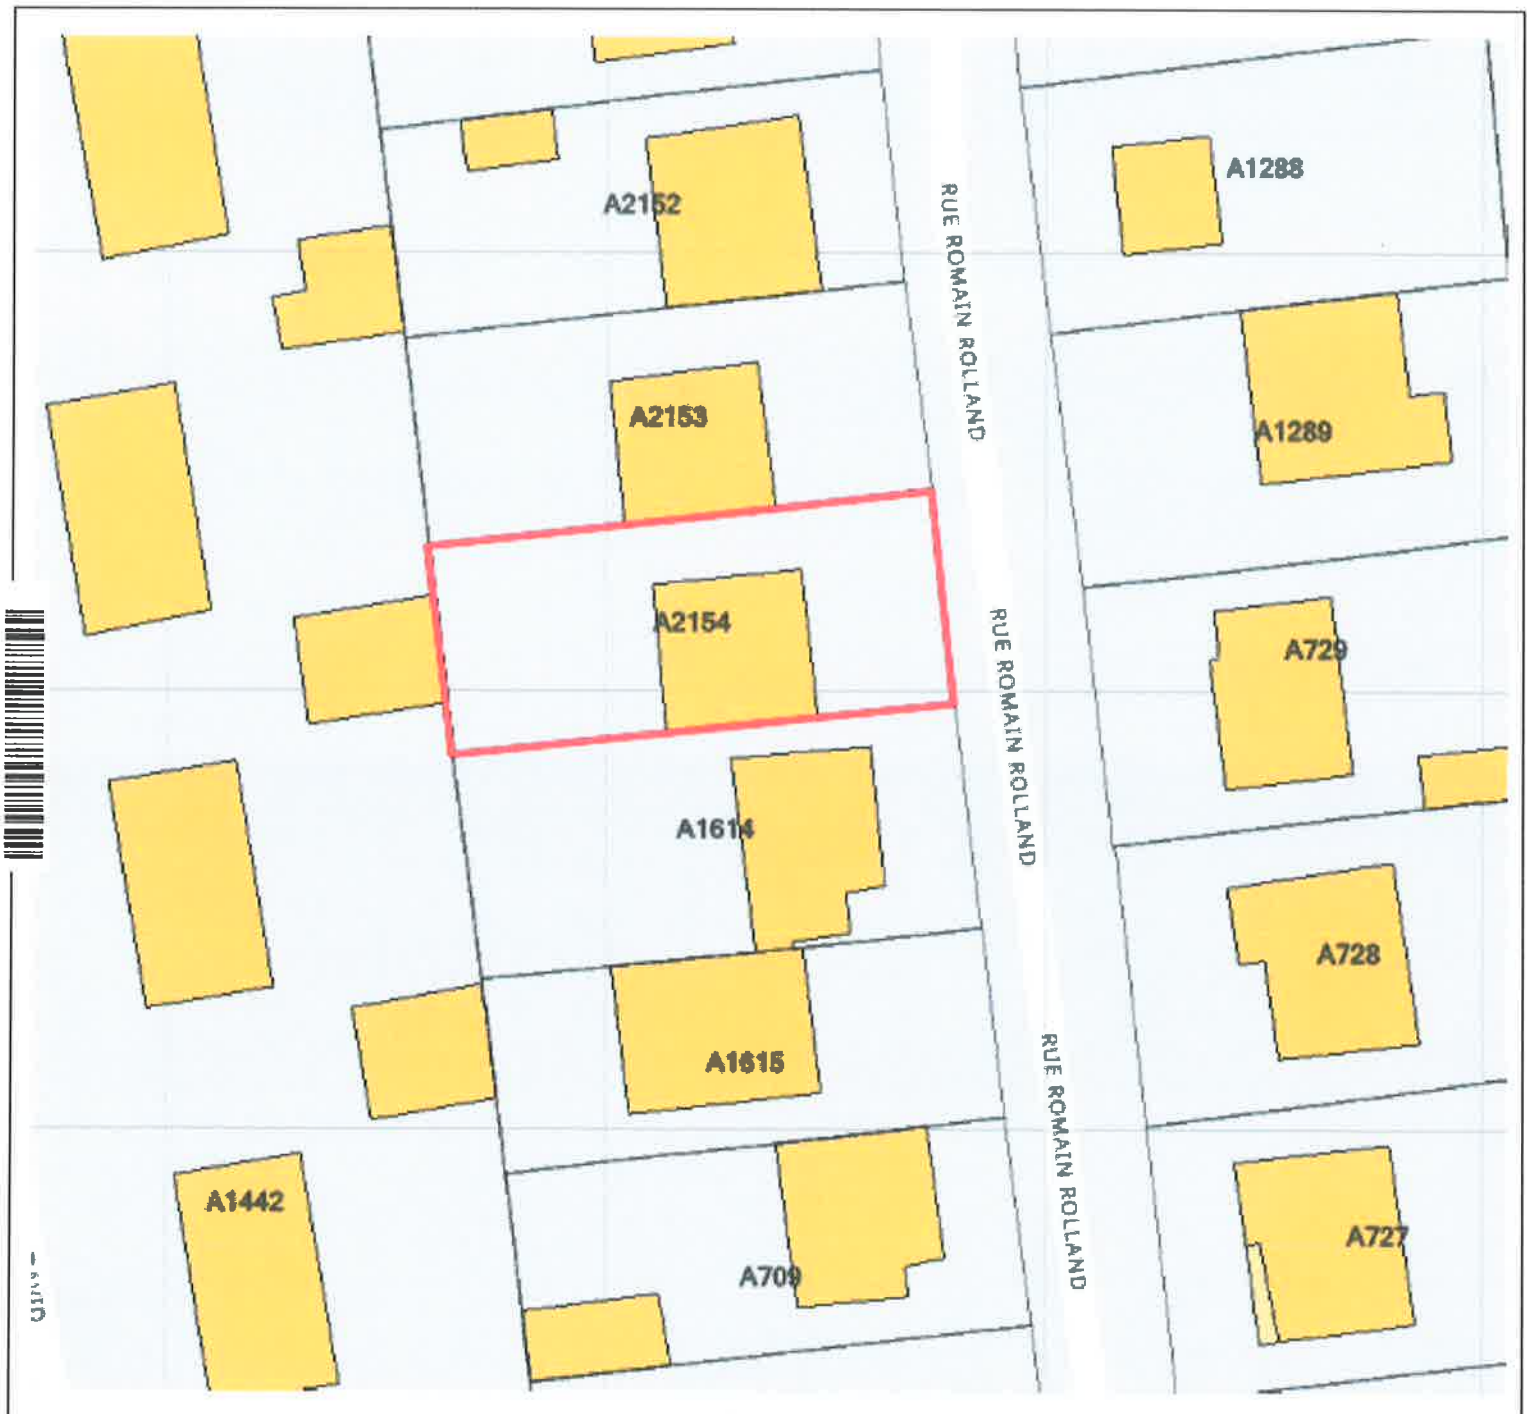 A1288
A2152
RUE ROMAIN ROLLAND
A2153
A1289
A2154
RUE ROMAIN ROLLAND
A729
A1614
A728
A1615
RUE ROMAIN ROLLAND
A1442
A727
A709